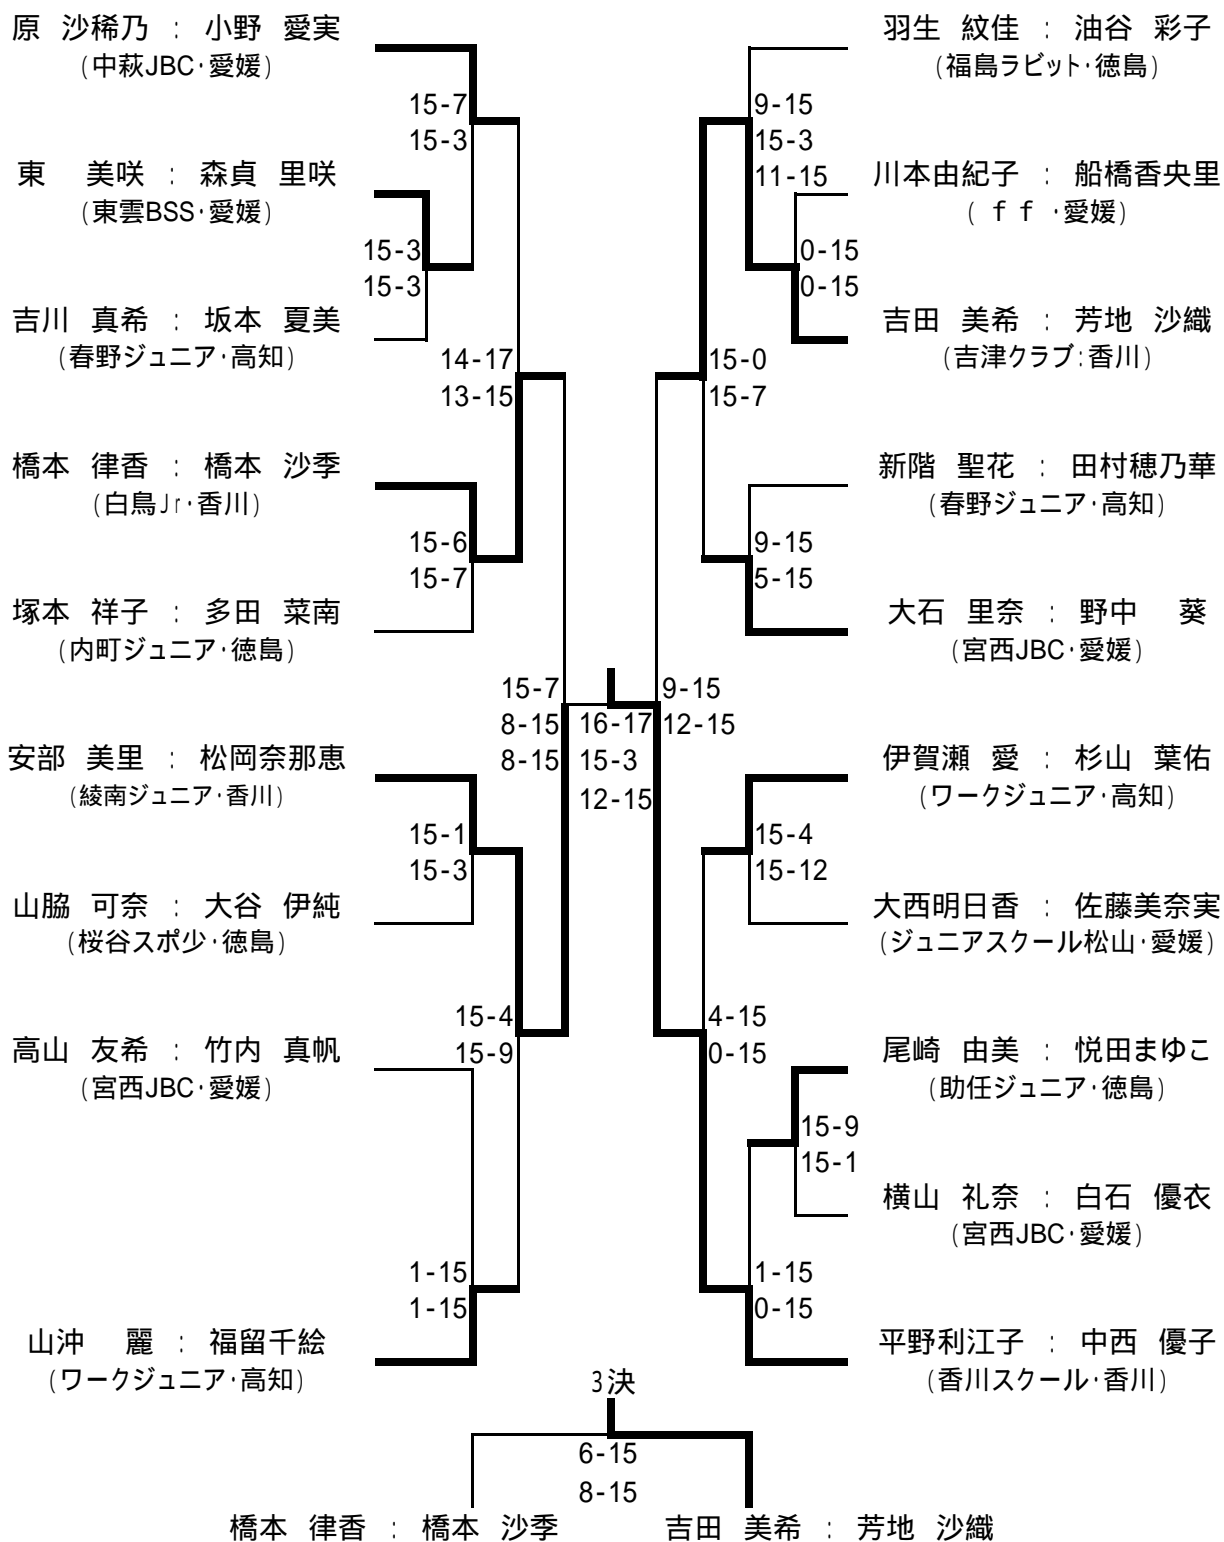 原 沙稀乃 : 小野 愛実
(中萩JBC・愛媛)
15-7
15-3
東 美咲 : 森貞 里咲
(東雲BSS・愛媛)
15-3
15-3
吉川 真希 : 坂本 夏美
(春野ジュニア・高知)
14-17
13-15
橋本 律香 : 橋本 沙季
(白鳥Jr・香川)
15-6
15-7
塚本 祥子 : 多田 菜南
(内町ジュニア・徳島)
15-7
8-15
8-15
安部 美里 : 松岡奈那恵
(綾南ジュニア・香川)
15-1
15-3
山脇 可奈 : 大谷 伊純
(桜谷スポ少・徳島)
15-4
15-9
高山 友希 : 竹内 真帆
(宮西JBC・愛媛)
1-15
1-15
山沖 麗 : 福留千絵
(ワークジュニア・高知)
16-17
15-3
12-15
羽生 紋佳 : 油谷 彩子
(福島ラビット・徳島)
9-15
15-3
11-15
川本由紀子 : 船橋香央里
(ff・愛媛)
0-15
0-15
吉田 美希 : 芳地 沙織
(吉津クラブ:香川)
15-0
15-7
新階 聖花 : 田村穂乃華
(春野ジュニア・高知)
9-15
5-15
大石 里奈 : 野中 葵
(宮西JBC・愛媛)
9-15
12-15
伊賀瀬 愛 : 杉山 葉佑
(ワークジュニア・高知)
15-4
15-12
大西明日香 : 佐藤美奈実
(ジュニアスクール松山・愛媛)
4-15
0-15
尾崎 由美 : 悦田まゆこ
(助任ジュニア・徳島)
15-9
15-1
横山 礼奈 : 白石 優衣
(宮西JBC・愛媛)
1-15
0-15
平野利江子 : 中西 優子
(香川スクール・香川)
3決
6-15
8-15
橋本 律香 : 橋本 沙季
吉田 美希 : 芳地 沙織